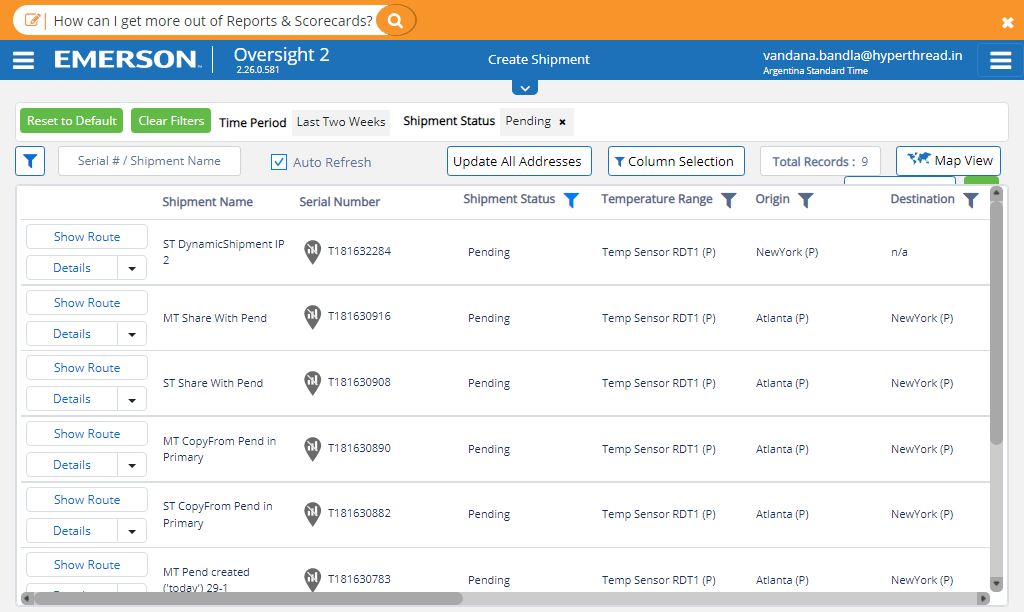 How can I get more out of Reports & Scorecards?
EMERSON Oversight 2
2.26.0.581
Create Shipment
vandana.bandla@hyperthread.in
Argentina Standard Time
Reset to Default Clear Filters Time Period Last Two Weeks Shipment Status Pending ×
Serial # / Shipment Name Auto Refresh Update All Addresses Column Selection Total Records : 9 Map View
Shipment Name Serial Number Shipment Status Temperature Range Origin Destination
Show Route
Details
ST DynamicShipment IP
2
T181632284 Pending Temp Sensor RDT1 (P) NewYork (P) n/a
Show Route
Details
MT Share With Pend T181630916 Pending Temp Sensor RDT1 (P) Atlanta (P) NewYork (P)
Show Route
Details
ST Share With Pend T181630908 Pending Temp Sensor RDT1 (P) Atlanta (P) NewYork (P)
Show Route
Details
MT CopyFrom Pend in
Primary
T181630890 Pending Temp Sensor RDT1 (P) Atlanta (P) NewYork (P)
Show Route
Details
ST CopyFrom Pend in
Primary
T181630882 Pending Temp Sensor RDT1 (P) Atlanta (P) NewYork (P)
Show Route
MT Pend created
('today') 29-1
T181630783 Pending Temp Sensor RDT1 (P) Atlanta (P) NewYork (P)